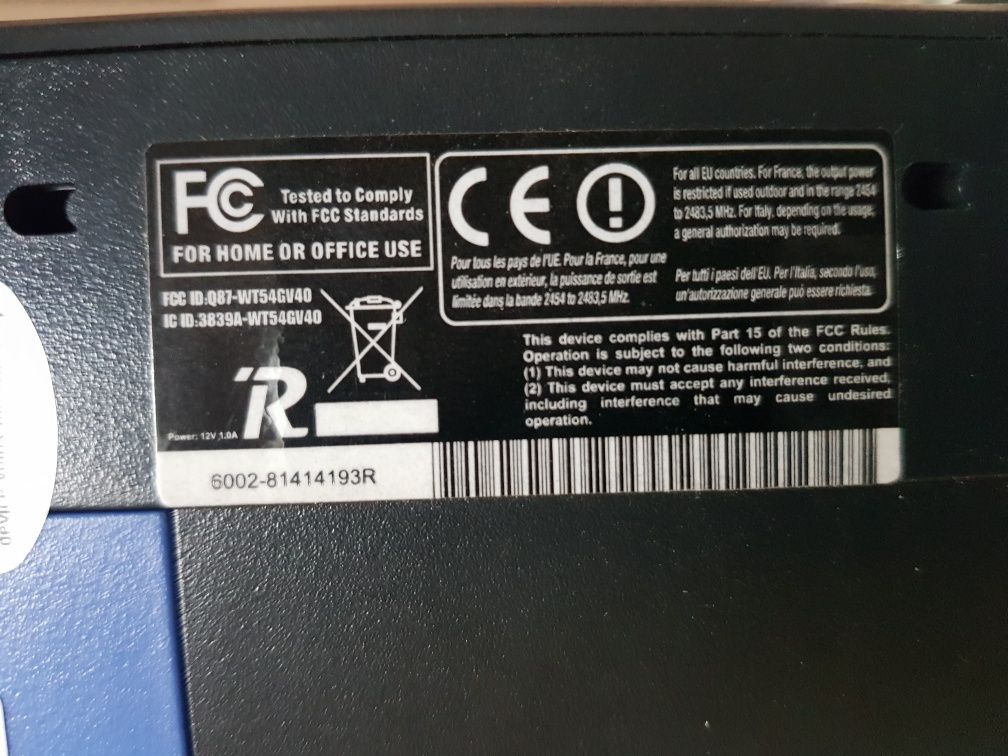 FCC
Tested to Comply
With FCC Standards
FOR HOME OR OFFICE USE
FCC ID:Q87-WT54GV40
IC ID:3839A-WT54GV40
R
Power: 12V 1.0A
6002-81414193R
CE
For all EU countries. For France, the output power
is restricted if used outdoor and in the range 2454
to 2483,5 MHz. For Italy, depending on the usage,
a general authorization may be required.
Pour tous les pays de l'UE. Pour la France, pour une
utilisation en extérieur, la puissance de sortie est
limitée dans la bande 2454 to 2483,5 MHz.
Per tutti i paesi dell'EU. Per l'Italia, secondo l'uso,
un'autorizzazione generale può essere richiesta.
This device complies with Part 15 of the FCC Rules.
Operation is subject to the following two conditions:
(1) This device may not cause harmful interference, and
(2) This device must accept any interference received,
including interference that may cause undesired
operation.